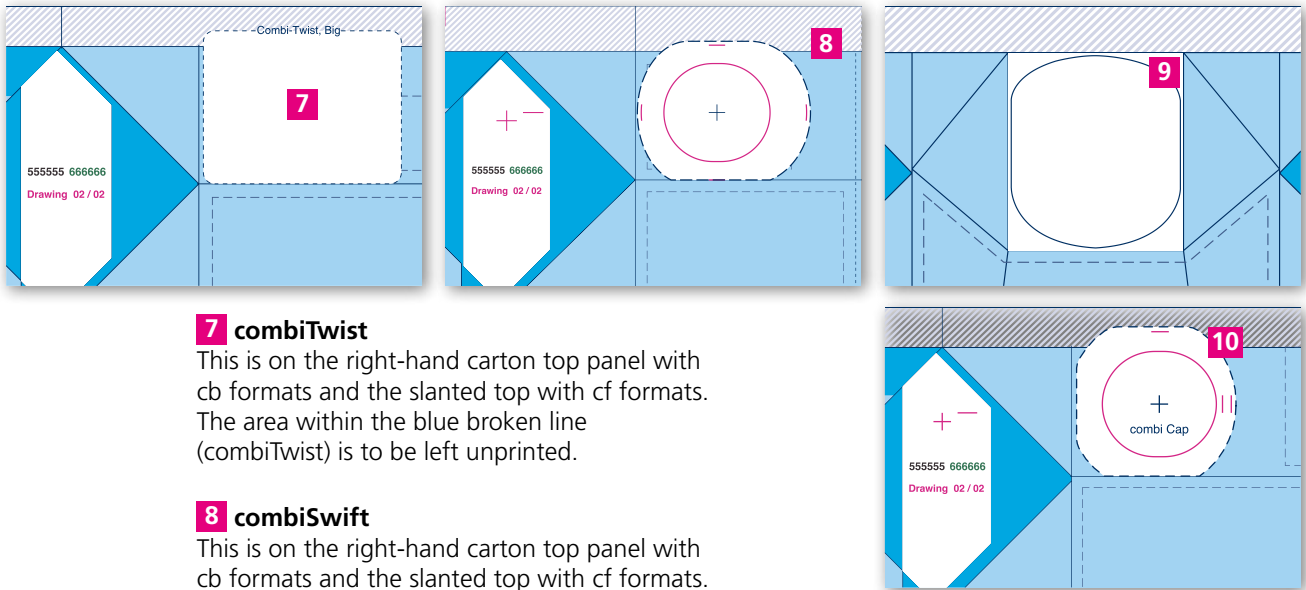 Combi-Twist, Big
7
555555 666666
Drawing 02 / 02
8
555555 666666
Drawing 02 / 02
9
7 combiTwist
This is on the right-hand carton top panel with
cb formats and the slanted top with cf formats.
The area within the blue broken line
(combiTwist) is to be left unprinted.
8 combiSwift
This is on the right-hand carton top panel with
cb formats and the slanted top with cf formats.
10
combi Cap
555555 666666
Drawing 02 / 02